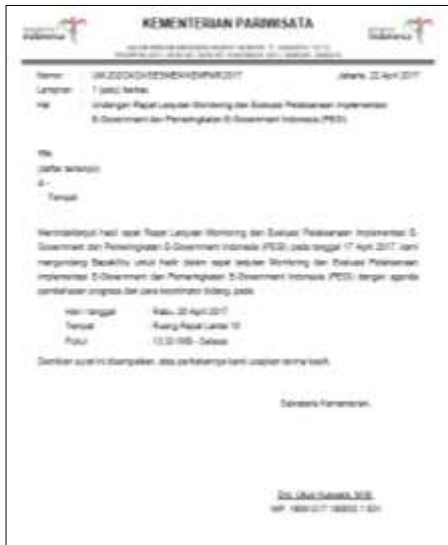 indonesia
KEMENTERIAN PARIWISATA
indonesia
Nomor : Jakarta, 22 April 2017
Lampiran : 1 (satu) berkas
Hal : Undangan Rapat Lanjutan Monitoring dan Evaluasi Pelaksanaan Implementasi
E-Government dan Pemeringkatan E-Government Indonesia (PEGI)
Yth.
(daftar terlampir)
di -
Tempat
Menindaklanjuti hasil rapat Rapat Lanjutan Monitoring dan Evaluasi Pelaksanaan Implementasi E-
Government dan Pemeringkatan E-Government Indonesia (PEGI) pada tanggal 17 April 2017, kami
mengundang Bapak/Ibu untuk hadir dalam rapat lanjutan Monitoring dan Evaluasi Pelaksanaan
Implementasi E-Government dan Pemeringkatan E-Government Indonesia (PEGI) dengan agenda
pembahasan progress dari para koordinator bidang, pada:
Hari / tanggal : Rabu, April 2017
Tempat : Ruang Rapat Lantai
Pukul : WIB - Selesai
Demikian surat ini disampaikan, atas perhatiannya kami ucapkan terima kasih.
Sekretaris Kementerian,
NIP.